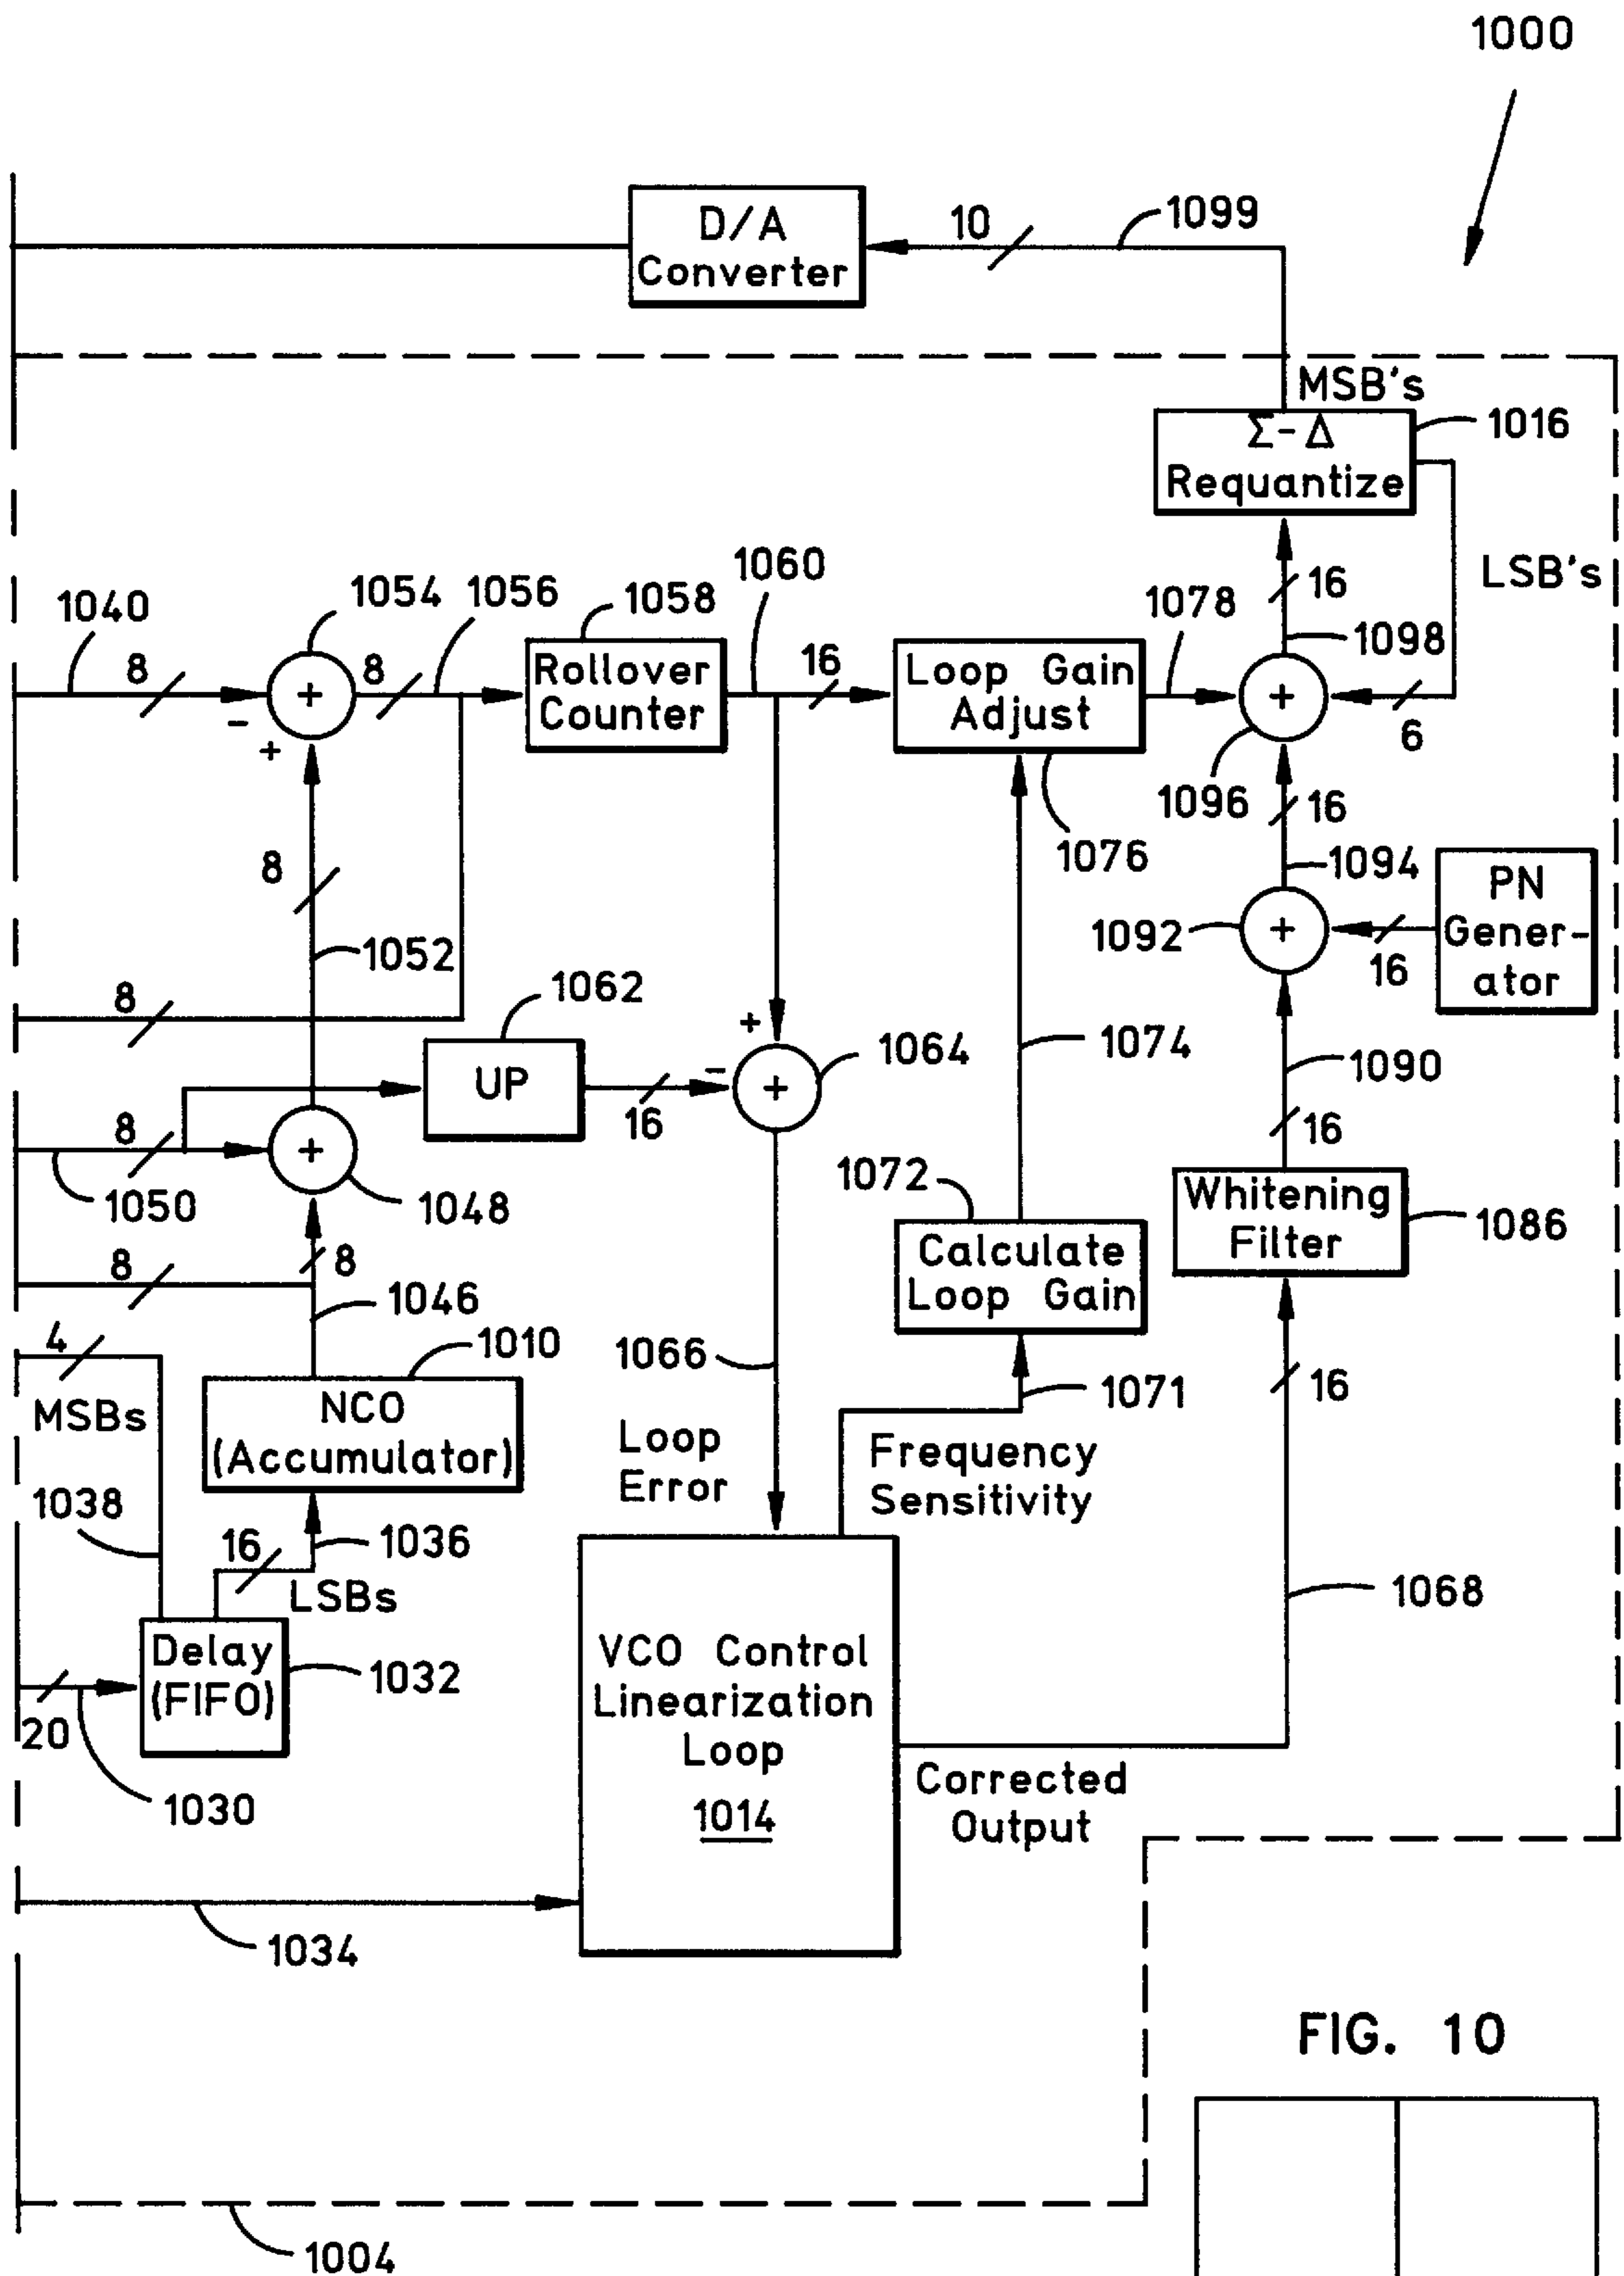 1000
D/A
Converter
10
1099
MSB's
Σ-Δ
Requantize
1016
LSB's
1040
8
-
+
1054
+
8
1056
1058
Rollover
Counter
1060
16
Loop Gain
Adjust
1078
16
1098
+
6
1096
1076
16
1094
PN
Gener-
ator
1092
+
16
8
1052
8
1062
UP
16
+
-
+
1064
1074
1090
16
8
1050
+
1048
1072
Calculate
Loop Gain
Whitening
Filter
1086
8
8
1046
4
MSBs
1010
NCO
(Accumulator)
1066
Loop
Error
1071
Frequency
Sensitivity
16
1038
16
1036
LSBs
1068
Delay
(FIFO)
1032
20
1030
VCO Control
Linearization
Loop
1014
Corrected
Output
1034
FIG. 10
1004